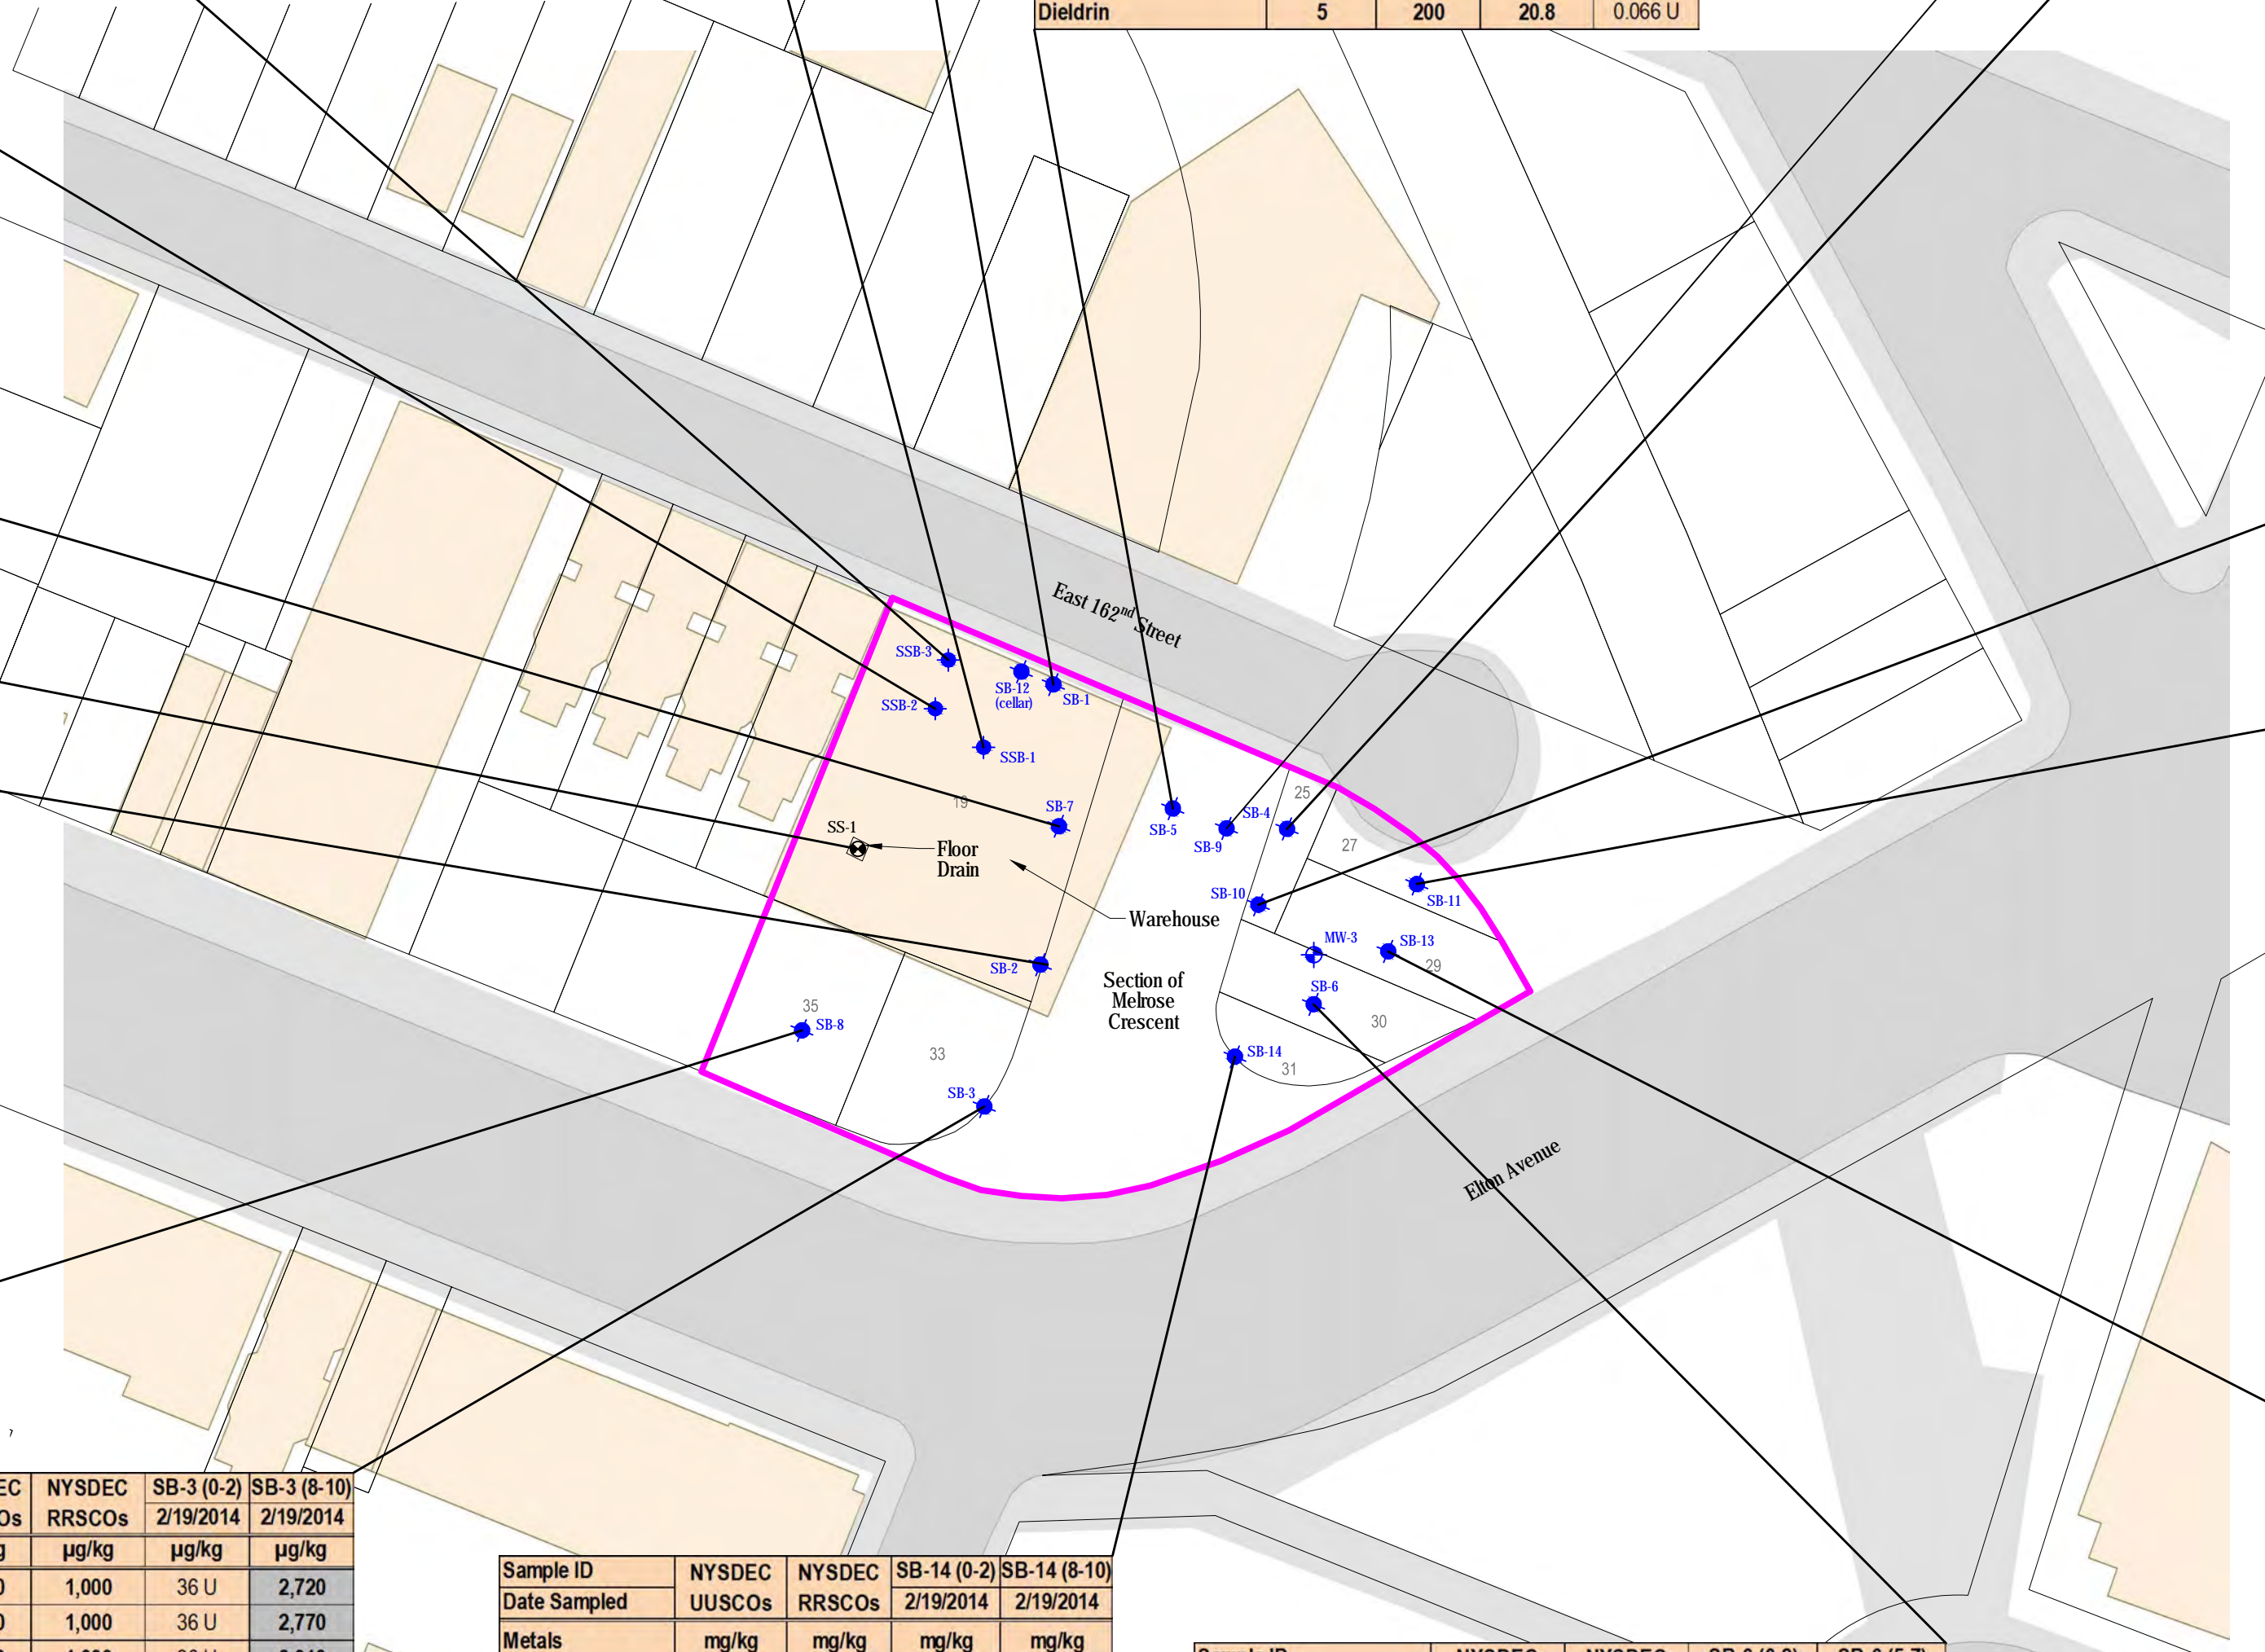 Dieldrin 5 200 20.8 0.066 U
East 162nd Street
SSB-3
SB-12
(cellar)
SB-1
SSB-2
SSB-1
25
19
SB-7
SB-4
SB-5
SB-9
27
SS-1
Floor
Drain
SB-10
SB-11
Warehouse
MW-3
SB-13
29
SB-2
Section of
Melrose
Crescent
SB-6
35
SB-8
30
33
SB-14
31
SB-3
Elton Avenue
NYSDEC SB-3 (0-2) SB-3 (8-10)
RRSCOs 2/19/2014 2/19/2014
µg/kg µg/kg µg/kg
1,000 36 U 2,720
1,000 36 U 2,770
Sample ID NYSDEC NYSDEC SB-14 (0-2) SB-14 (8-10)
Date Sampled UUSCOs RRSCOs 2/19/2014 2/19/2014
Metals mg/kg mg/kg mg/kg mg/kg